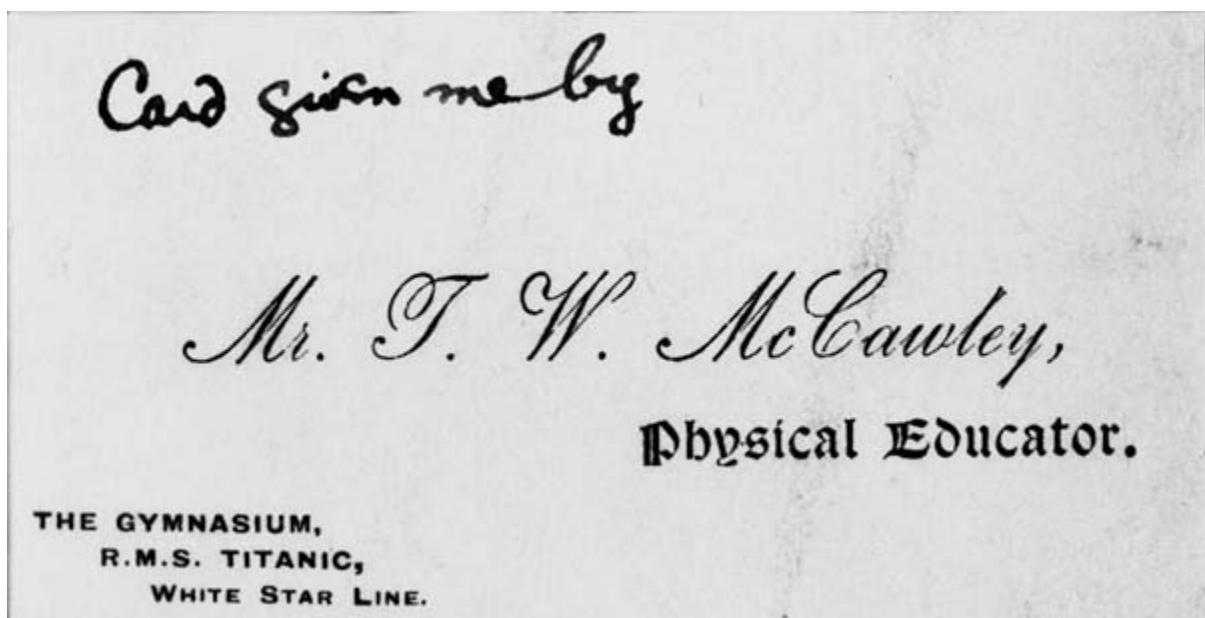 Card given me by
Mr. T. W. McCawley,
Physical Educator.
THE GYMNASIUM,
R.M.S. TITANIC,
WHITE STAR LINE.